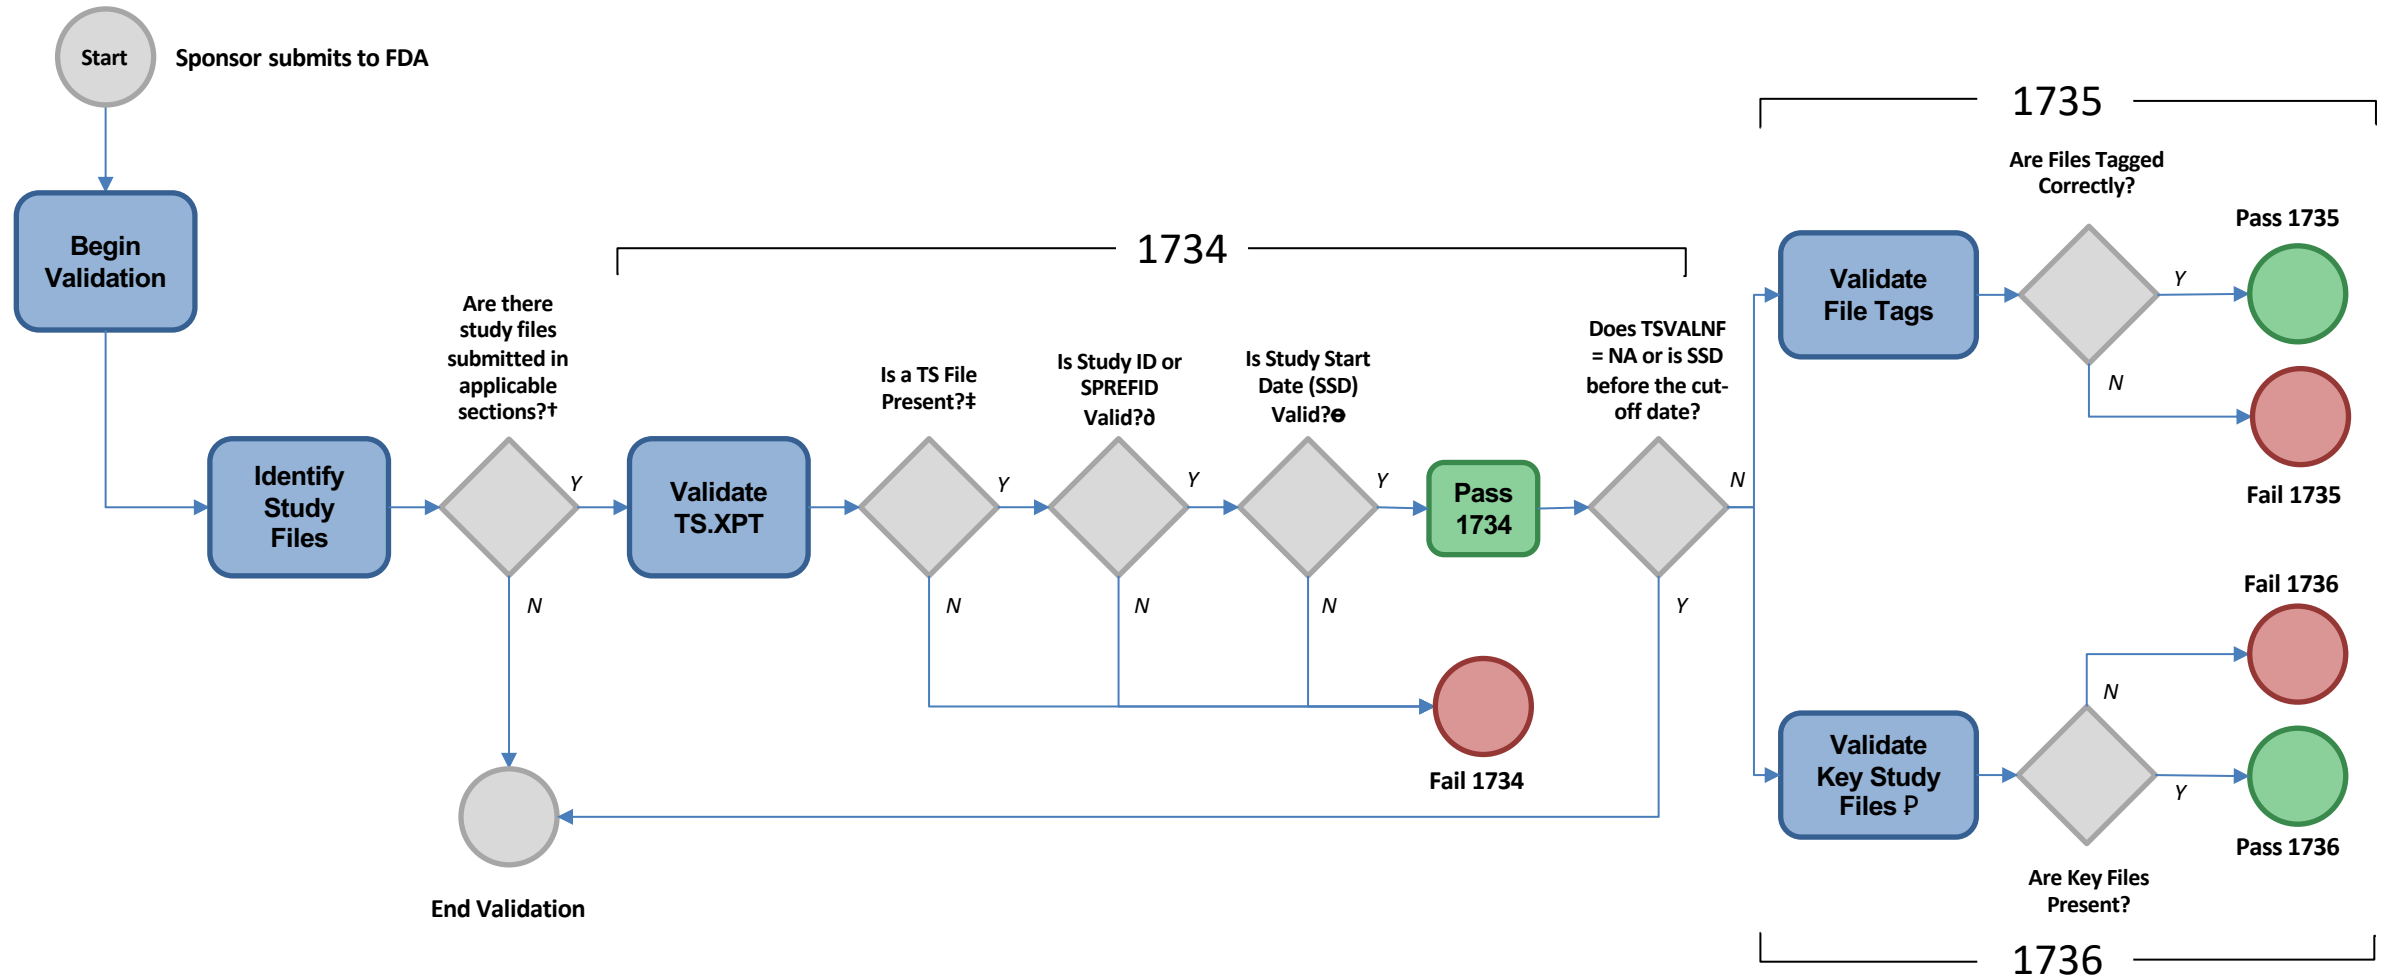 Start
Sponsor submits to FDA
Begin
Validation
Identify
Study
Files
Are there
study files
submitted in
applicable
sections?†
Y
N
End Validation
1734
Validate
TS.XPT
Is a TS File
Present?‡
Y
N
Is Study ID or
SPREFID
Valid?ð
Y
N
Is Study Start
Date (SSD)
Valid?ɵ
Y
N
Fail 1734
Pass
1734
Does TSVALNF
= NA or is SSD
before the cut-
off date?
N
Y
1735
Validate
File Tags
Are Files Tagged
Correctly?
Y
N
Pass 1735
Fail 1735
Validate
Key Study
Files Ᵽ
Fail 1736
N
Y
Pass 1736
Are Key Files
Present?
1736